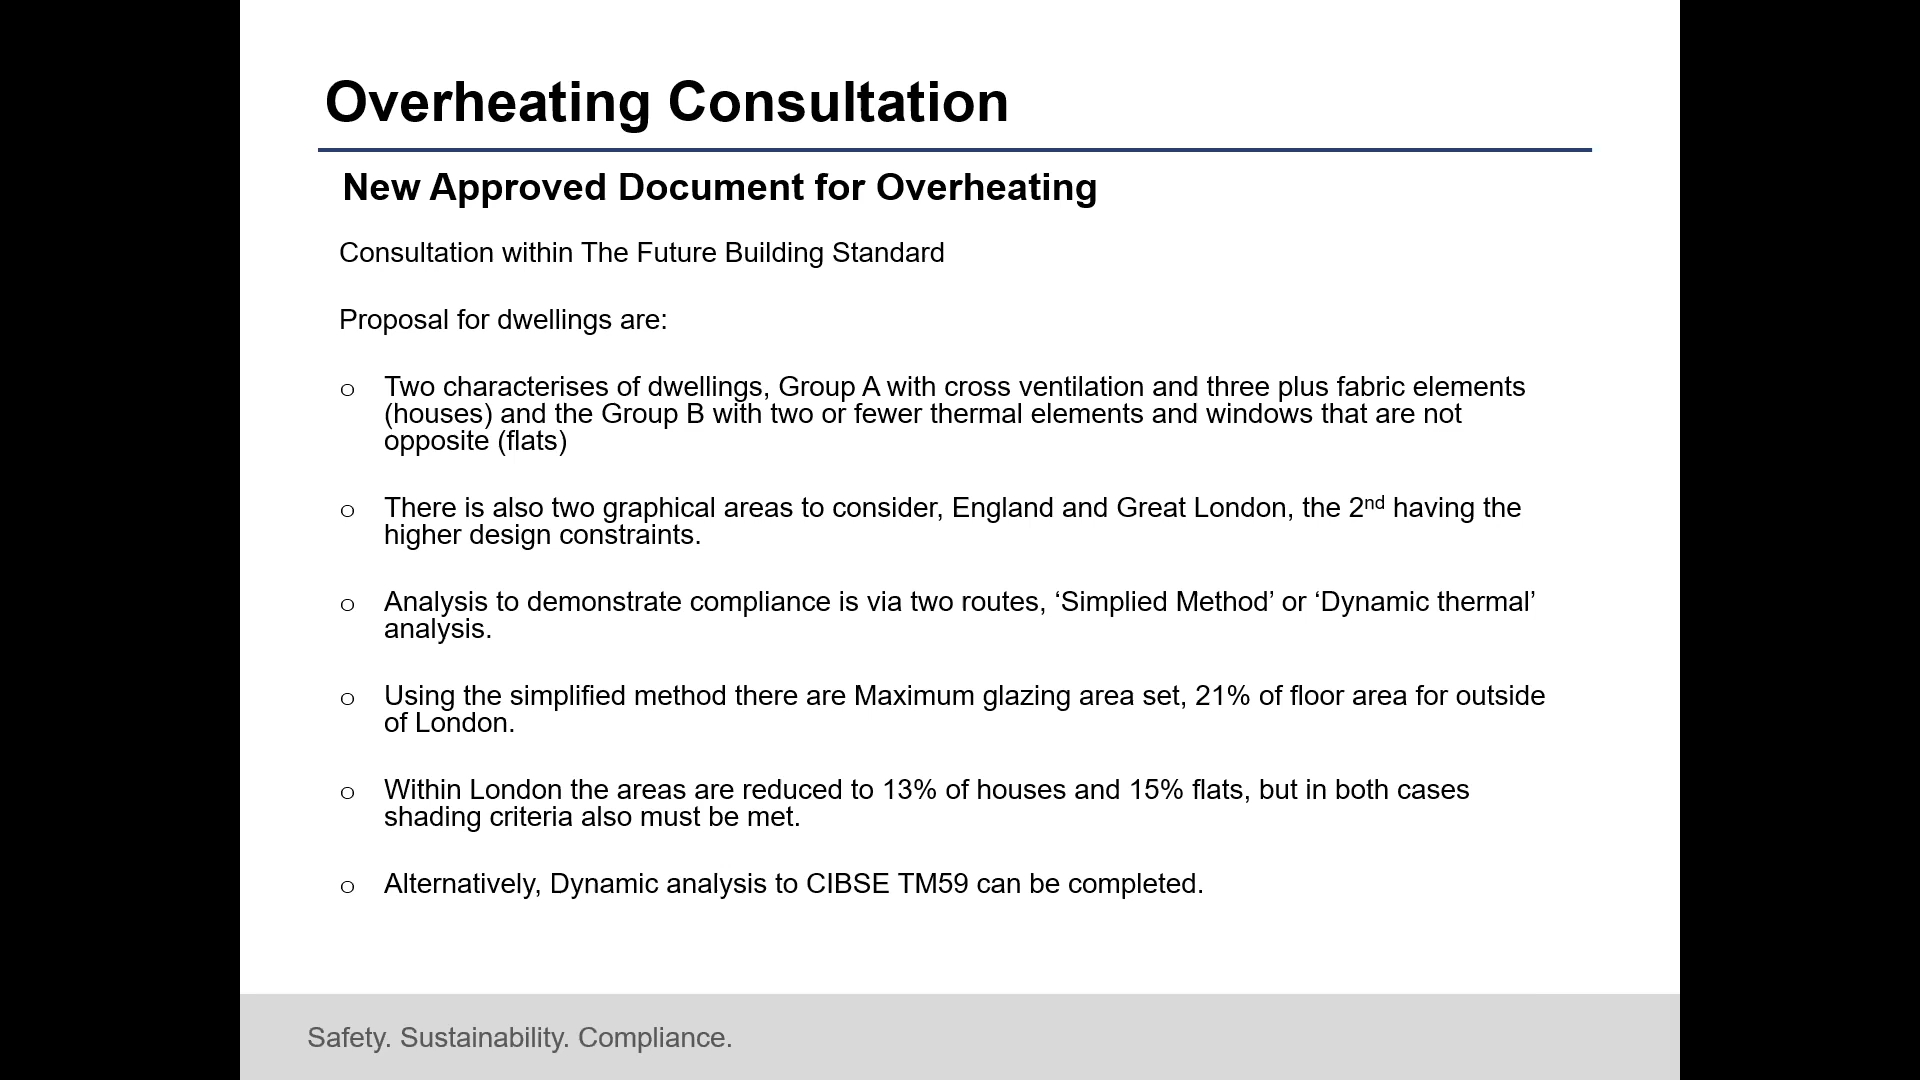 Overheating Consultation
New Approved Document for Overheating
Consultation within The Future Building Standard
Proposal for dwellings are:
o Two characterises of dwellings, Group A with cross ventilation and three plus fabric elements
(houses) and the Group B with two or fewer thermal elements and windows that are not
opposite (flats)
o There is also two graphical areas to consider, England and Great London, the 2nd having the
higher design constraints.
o Analysis to demonstrate compliance is via two routes, ‘Simplied Method’ or ‘Dynamic thermal’
analysis.
o Using the simplified method there are Maximum glazing area set, 21% of floor area for outside
of London.
o Within London the areas are reduced to 13% of houses and 15% flats, but in both cases
shading criteria also must be met.
o Alternatively, Dynamic analysis to CIBSE TM59 can be completed.
Safety. Sustainability. Compliance.